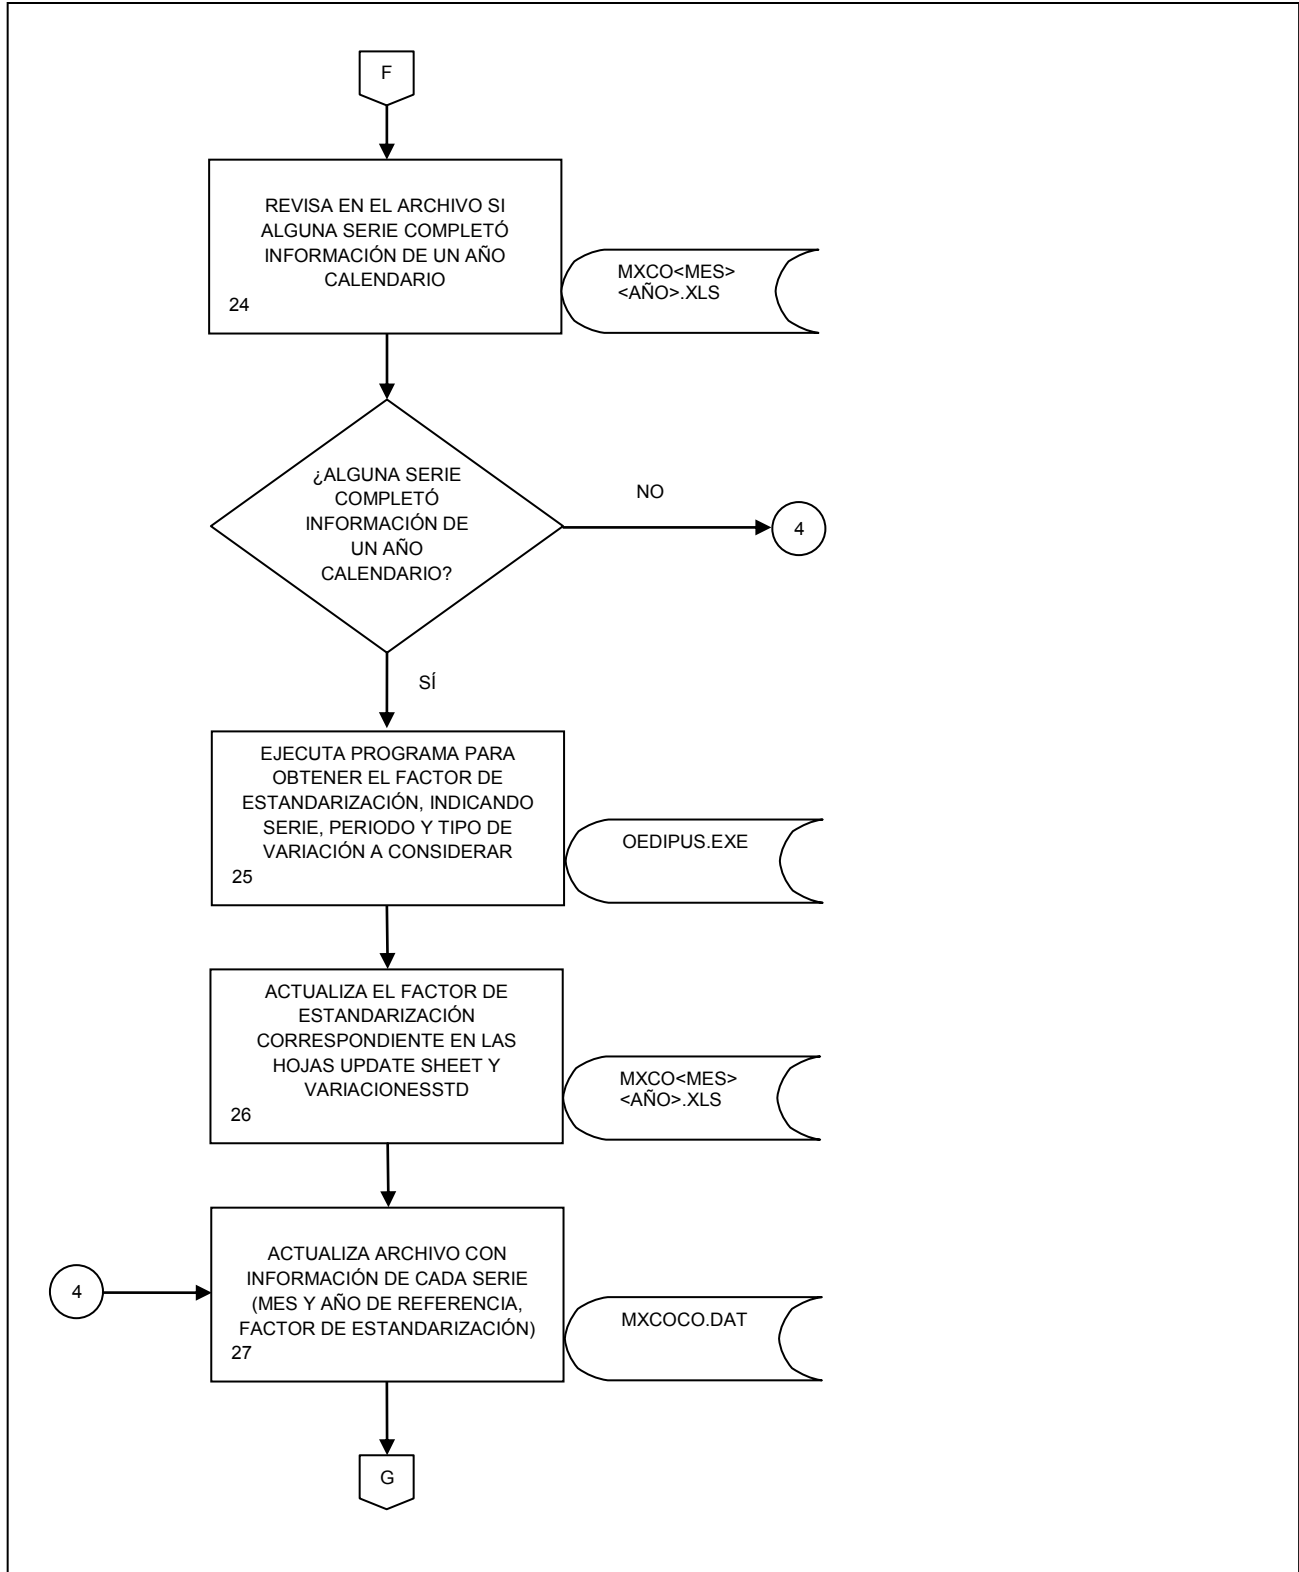 F
REVISA EN EL ARCHIVO SI
ALGUNA SERIE COMPLETÓ
INFORMACIÓN DE UN AÑO
CALENDARIO
24
MXCO<MES>
<AÑO>.XLS
¿ALGUNA SERIE
COMPLETÓ
INFORMACIÓN DE
UN AÑO
CALENDARIO?
NO
4
SÍ
EJECUTA PROGRAMA PARA
OBTENER EL FACTOR DE
ESTANDARIZACIÓN, INDICANDO
SERIE, PERIODO Y TIPO DE
VARIACIÓN A CONSIDERAR
25
OEDIPUS.EXE
ACTUALIZA EL FACTOR DE
ESTANDARIZACIÓN
CORRESPONDIENTE EN LAS
HOJAS UPDATE SHEET Y
VARIACIONESSTD
26
MXCO<MES>
<AÑO>.XLS
4
ACTUALIZA ARCHIVO CON
INFORMACIÓN DE CADA SERIE
(MES Y AÑO DE REFERENCIA,
FACTOR DE ESTANDARIZACIÓN)
27
MXCOCO.DAT
G